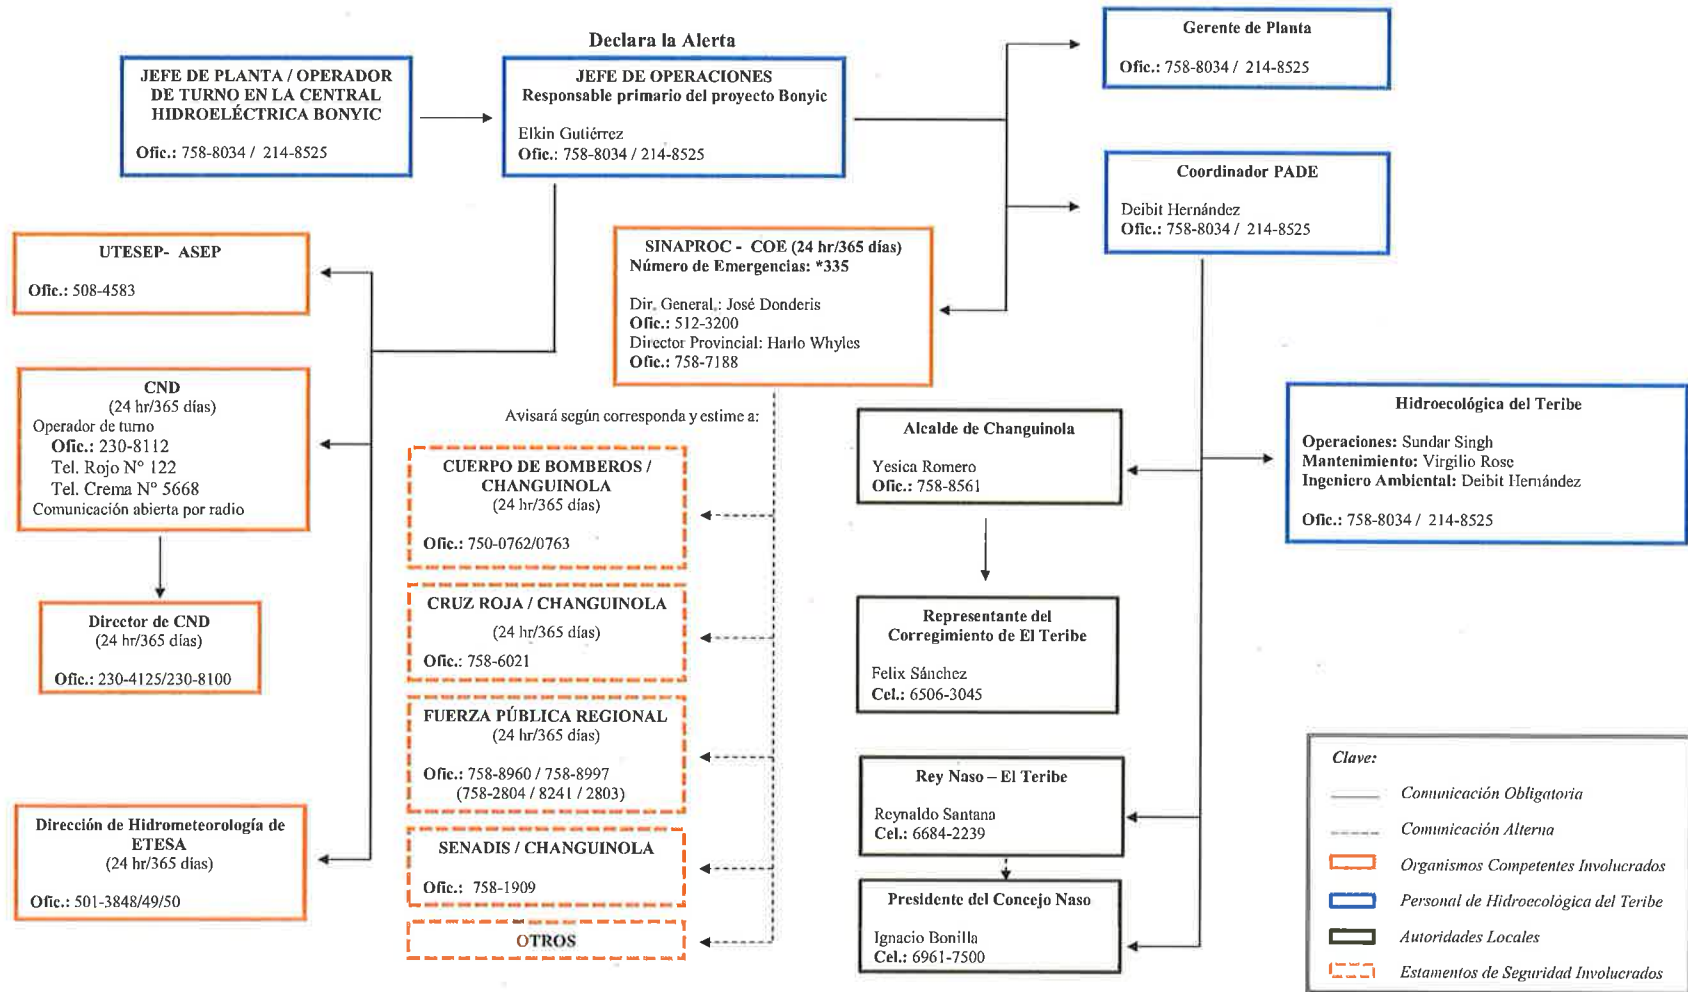 Declara la Alerta
JEFE DE PLANTA / OPERADOR
DE TURNO EN LA CENTRAL
HIDROELÉCTRICA BONYIC
Ofic.: 758-8034 / 214-8525
JEFE DE OPERACIONES
Responsable primario del proyecto Bonyic
Elkin Gutiérrez
Ofic.: 758-8034 / 214-8525
Gerente de Planta
Ofic.: 758-8034 / 214-8525
Coordinador PADE
Deibit Hernández
Ofic.: 758-8034 / 214-8525
UTESEP- ASEP
Ofic.: 508-4583
SINAPROC - COE (24 hr/365 días)
Número de Emergencias: *335
Dir. General.: José Donderis
Ofic.: 512-3200
Director Provincial: Harlo Whyles
Ofic.: 758-7188
CND
(24 hr/365 días)
Operador de turno
Ofic.: 230-8112
Tel. Rojo N° 122
Tel. Crema N° 5668
Comunicación abierta por radio
Director de CND
(24 hr/365 días)
Ofic.: 230-4125/230-8100
Dirección de Hidrometeorología de
ETESA
(24 hr/365 días)
Ofic.: 501-3848/49/50
Avisará según corresponda y estime a:
CUERPO DE BOMBEROS /
CHANGUINOLA
(24 hr/365 días)
Ofic.: 750-0762/0763
CRUZ ROJA / CHANGUINOLA
(24 hr/365 días)
Ofic.: 758-6021
FUERZA PÚBLICA REGIONAL
(24 hr/365 días)
Ofic.: 758-8960 / 758-8997
(758-2804 / 8241 / 2803)
SENADIS / CHANGUINOLA
Ofic.: 758-1909
OTROS
Alcalde de Changuinola
Yesica Romero
Ofic.: 758-8561
Representante del
Corregimiento de El Teribe
Felix Sánchez
Cel.: 6506-3045
Rey Naso – El Teribe
Reynaldo Santana
Cel.: 6684-2239
Presidente del Concejo Naso
Ignacio Bonilla
Cel.: 6961-7500
Hidroecológica del Teribe
Operaciones: Sundar Singh
Mantenimiento: Virgilio Rose
Ingeniero Ambiental: Deibit Hernández
Ofic.: 758-8034 / 214-8525
Clave:
Comunicación Obligatoria
Comunicación Alterna
Organismos Competentes Involucrados
Personal de Hidroecológica del Teribe
Autoridades Locales
Estamentos de Seguridad Involucrados